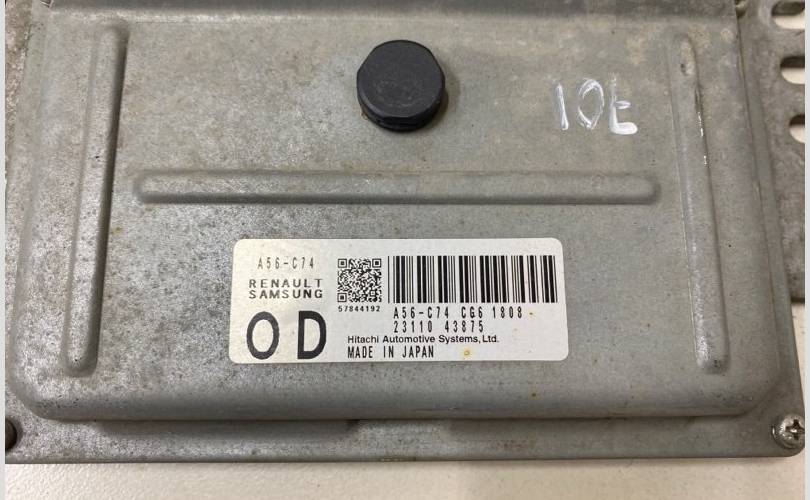 10E
A56-C74
RENAULT
SAMSUNG
57844192
A56-C74 CG6 1808
23110 43875
OD
Hitachi Automotive Systems, Ltd.
MADE IN JAPAN